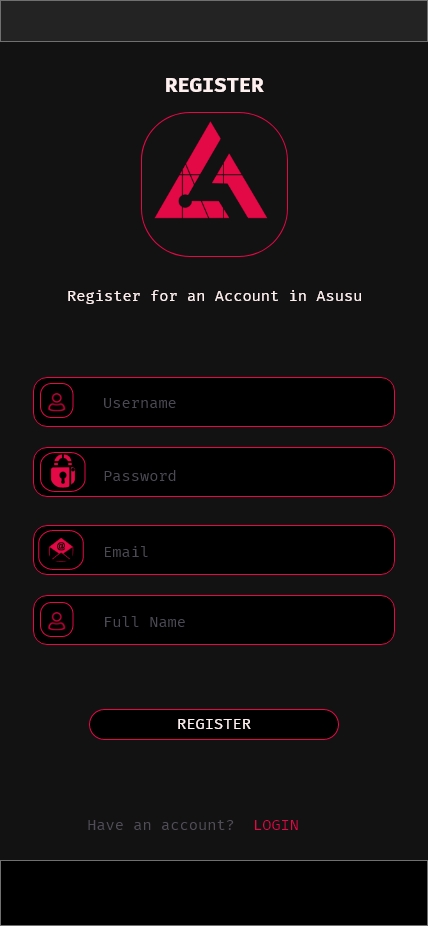 REGISTER
Register for an Account in Asusu
Username
Password
Email
Full Name
REGISTER
Have an account? LOGIN